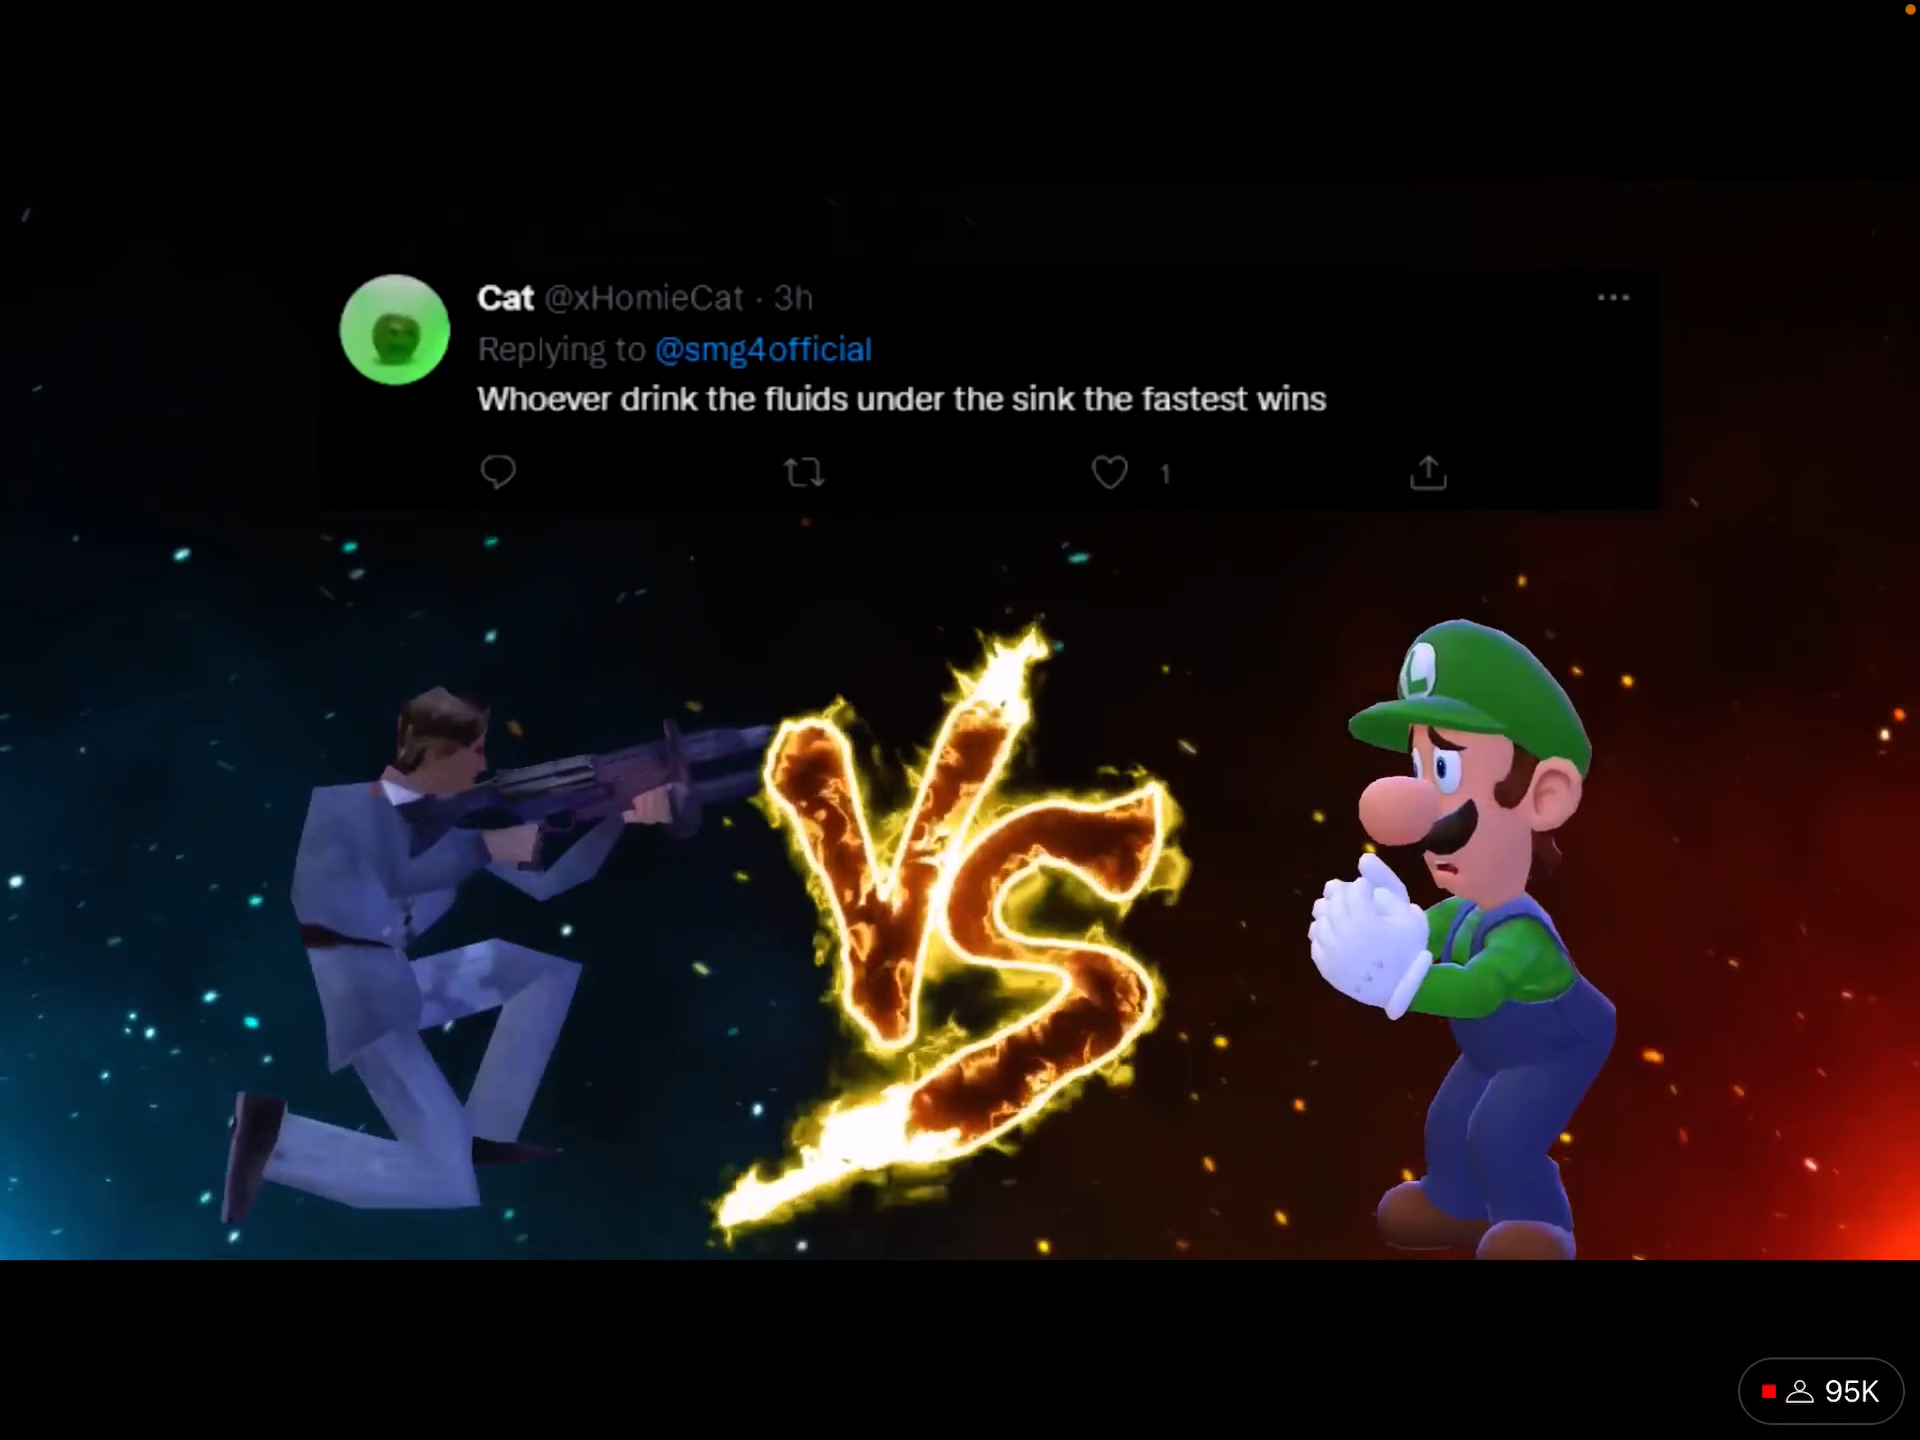 Cat @xHomieCat · 3h
Replying to @smg4official
Whoever drink the fluids under the sink the fastest wins
1
L
VS
95K